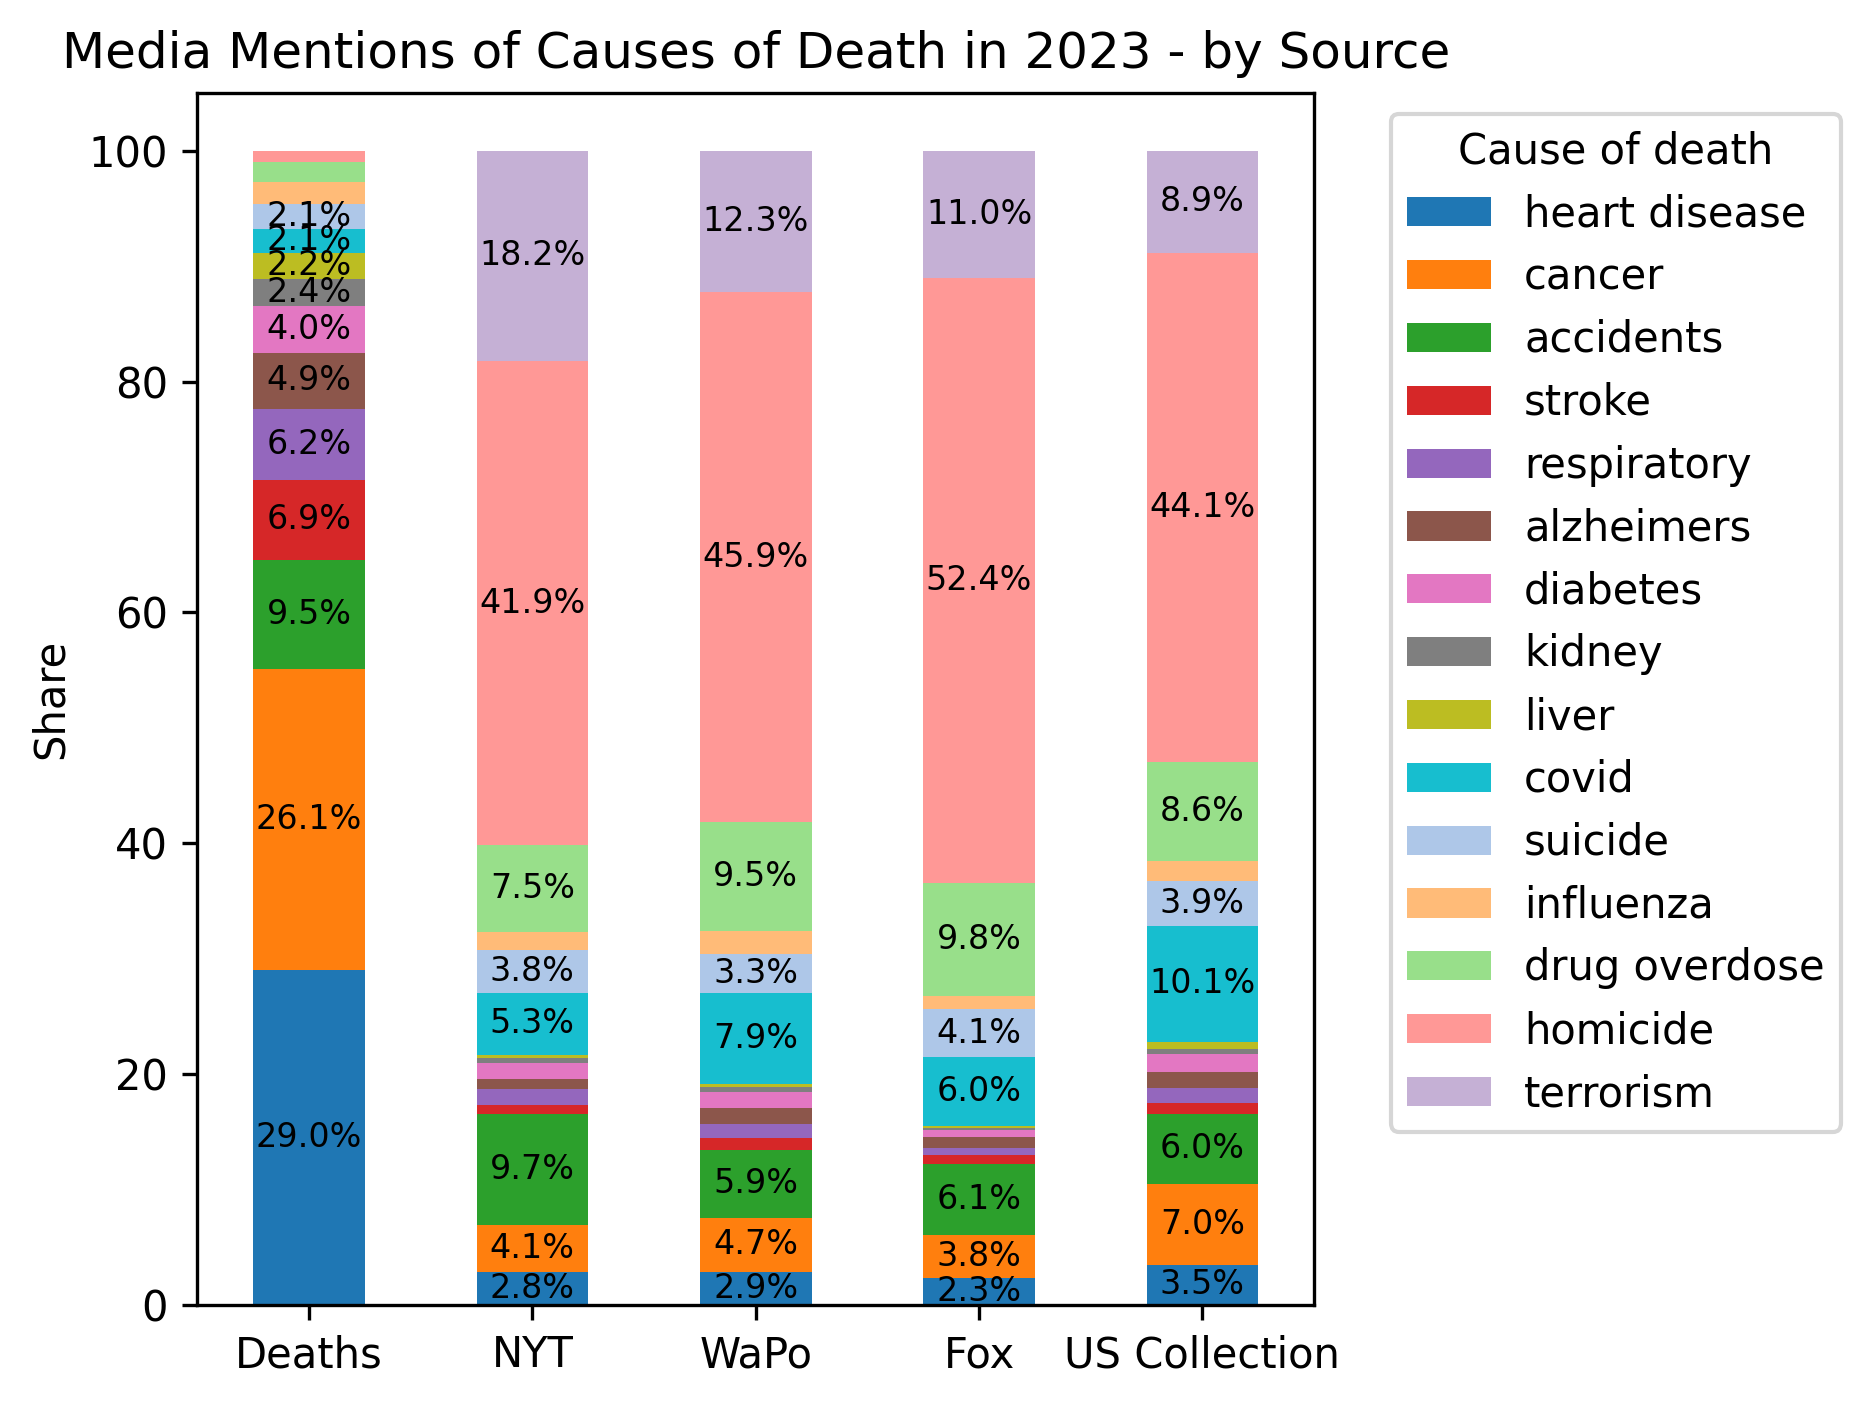 Media Mentions of Causes of Death in 2023 - by Source
Share
100
80
60
40
20
0
2.1%
2.1%
2.2%
2.4%
4.0%
4.9%
6.2%
6.9%
9.5%
26.1%
29.0%
18.2%
41.9%
7.5%
3.8%
5.3%
9.7%
4.1%
2.8%
12.3%
45.9%
9.5%
3.3%
7.9%
5.9%
4.7%
2.9%
11.0%
52.4%
9.8%
4.1%
6.0%
6.1%
3.8%
2.3%
8.9%
44.1%
8.6%
3.9%
10.1%
6.0%
7.0%
3.5%
Deaths NYT WaPo Fox US Collection
Cause of death
heart disease
cancer
accidents
stroke
respiratory
alzheimers
diabetes
kidney
liver
covid
suicide
influenza
drug overdose
homicide
terrorism